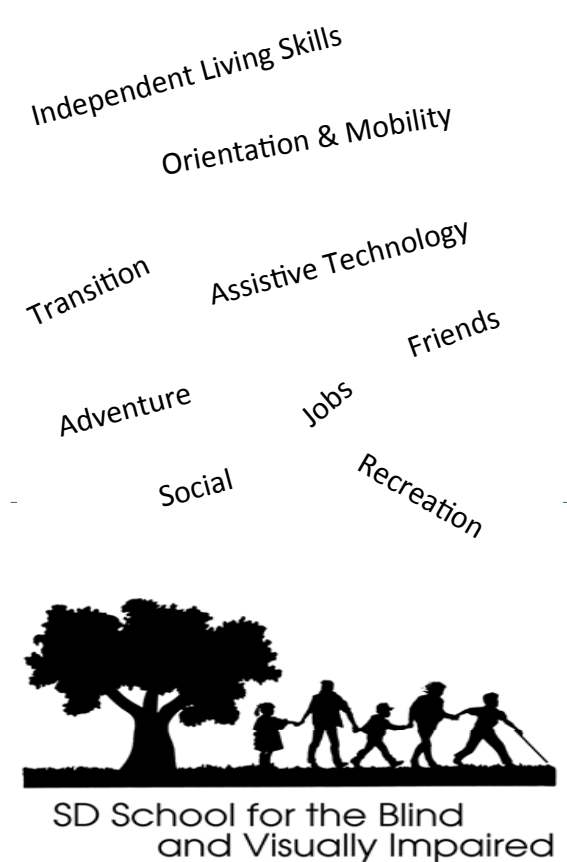 Independent Living Skills
Orientation & Mobility
Assistive Technology
Transition
Friends
Adventure
Jobs
Social
Recreation
SD School for the Blind
and Visually Impaired